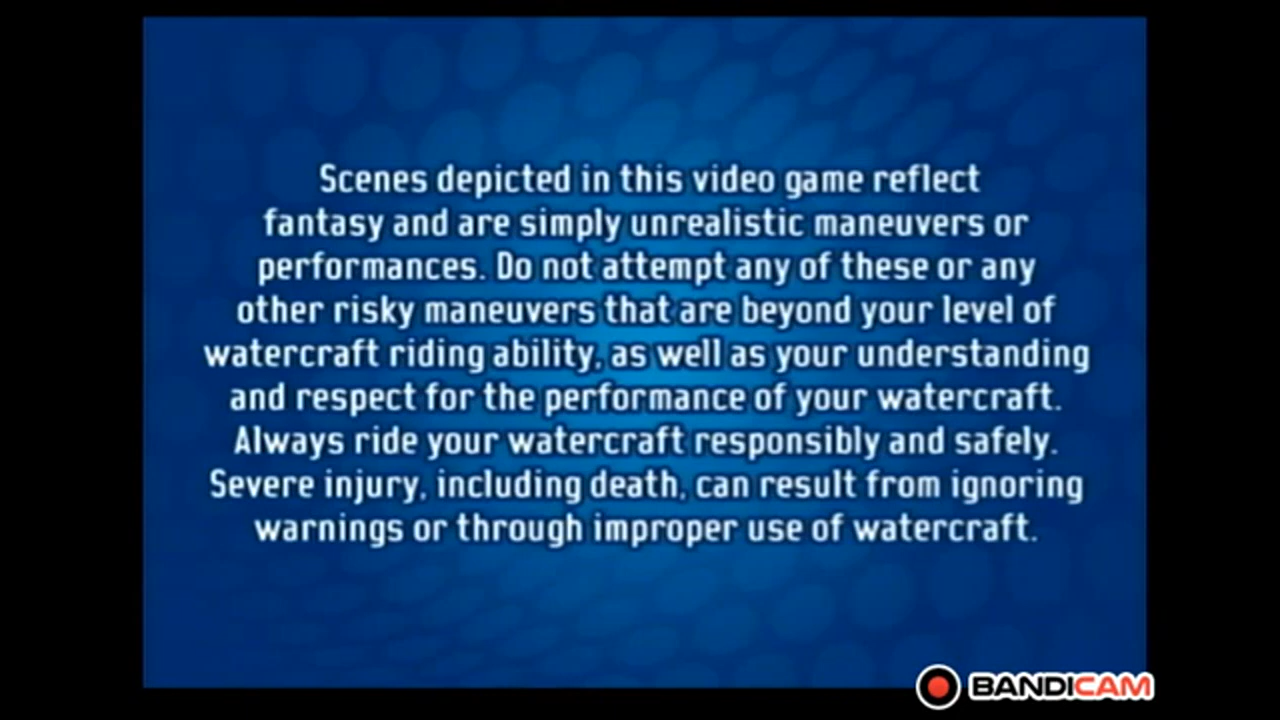 Scenes depicted in this video game reflect
fantasy and are simply unrealistic maneuvers or
performances. Do not attempt any of these or any
other risky maneuvers that are beyond your level of
watercraft riding ability, as well as your understanding
and respect for the performance of your watercraft.
Always ride your watercraft responsibly and safely.
Severe injury, including death, can result from ignoring
warnings or through improper use of watercraft.
BANDICAM